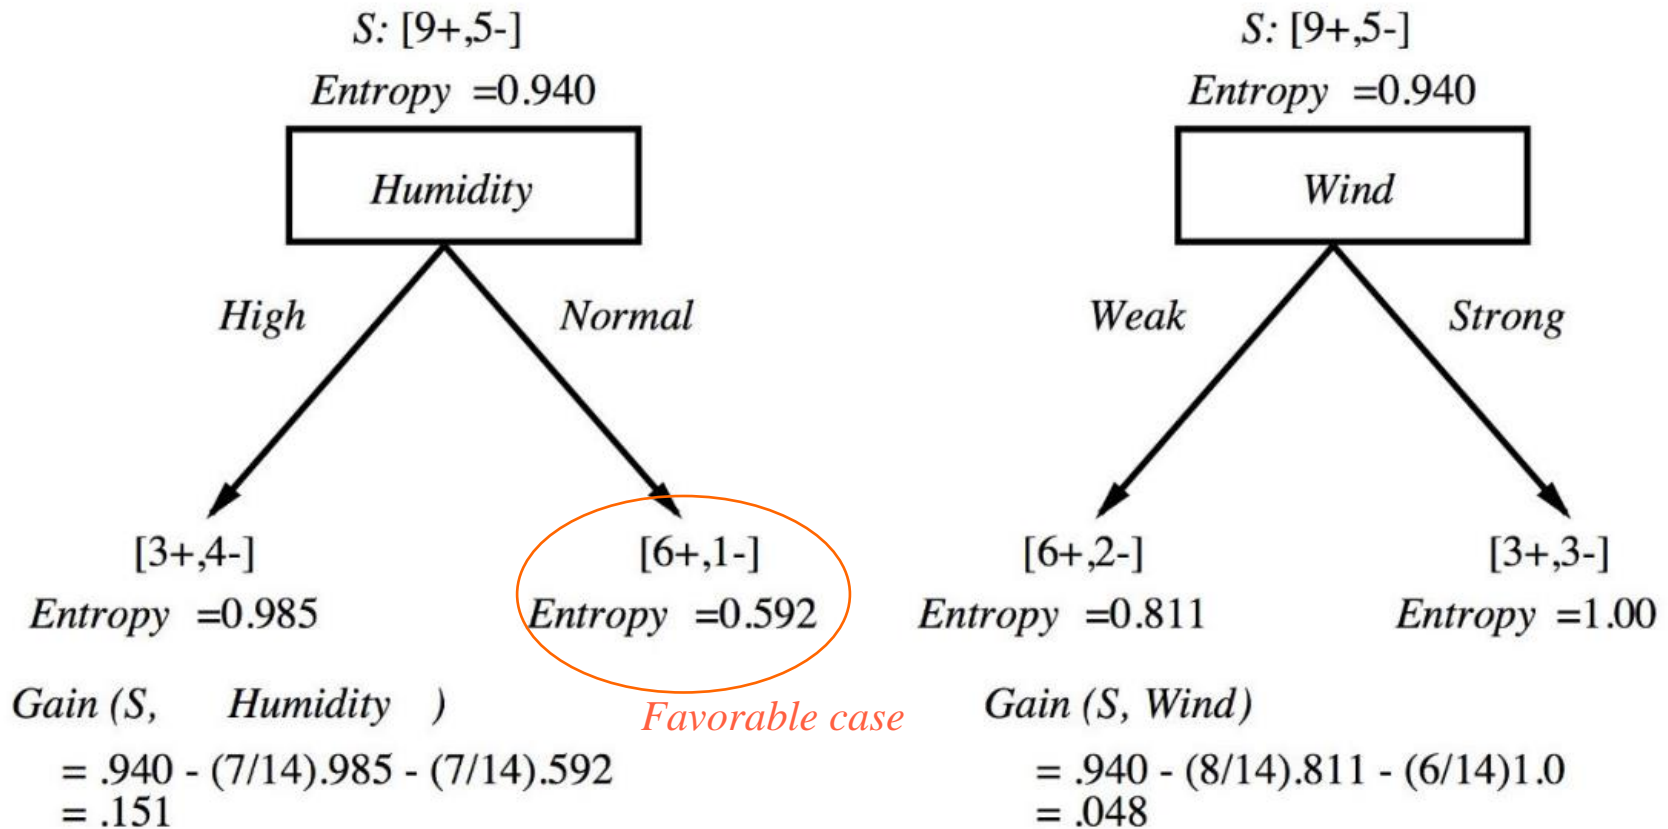 S: [9+,5-]
Entropy =0.940
Humidity
High
Normal
[3+,4-]
Entropy =0.985
[6+,1-]
Entropy =0.592
Gain (S, Humidity )
= .940 - (7/14).985 - (7/14).592
= .151
Favorable case
S: [9+,5-]
Entropy =0.940
Wind
Weak
Strong
[6+,2-]
Entropy =0.811
[3+,3-]
Entropy =1.00
Gain (S, Wind)
= .940 - (8/14).811 - (6/14)1.0
= .048